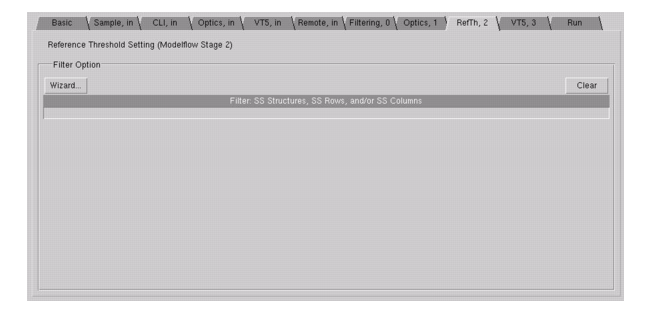 Basic Sample, in CLI, in Optics, in VT5, in Remote, in Filtering, 0 Optics, 1 RefTh, 2 VT5, 3 Run
Reference Threshold Setting (Modelflow Stage 2)
Filter Option
Wizard... Clear
Filter: SS Structures, SS Rows, and/or SS Columns